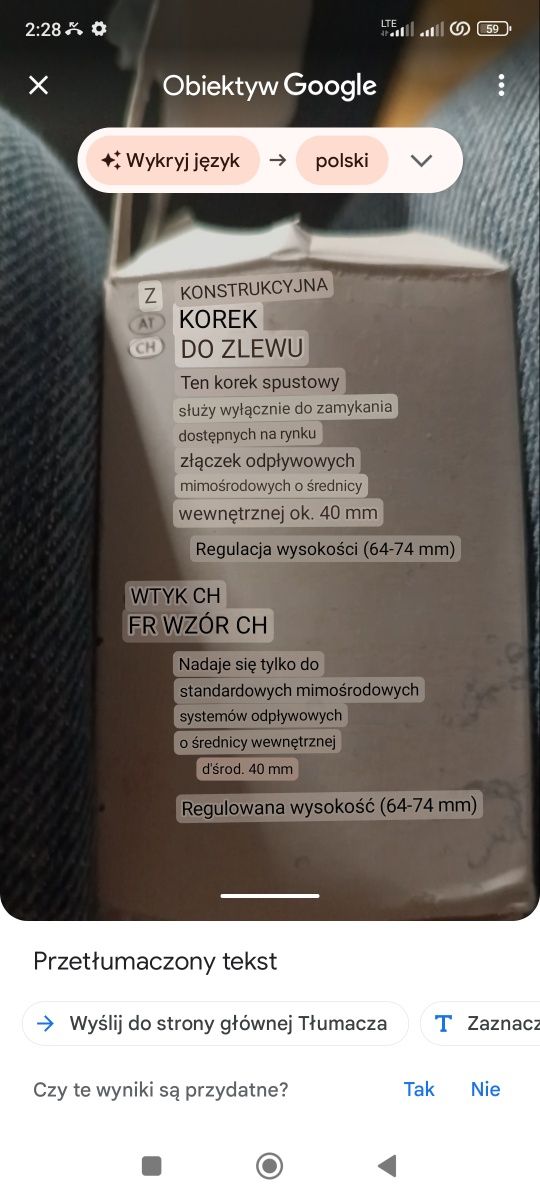 2:28
LTE
59
Obiektyw Google
Wykryj język → polski
Z KONSTRUKCYJNA
AT KOREK
CH DO ZLEWU
Ten korek spustowy
służy wyłącznie do zamykania
dostępnych na rynku
złączek odpływowych
mimośrodowych o średnicy
wewnętrznej ok. 40 mm
Regulacja wysokości (64-74 mm)
WTYK CH
FR WZÓR CH
Nadaje się tylko do
standardowych mimośrodowych
systemów odpływowych
o średnicy wewnętrznej
d'środ. 40 mm
Regulowana wysokość (64-74 mm)
Przetłumaczony tekst
Wyślij do strony głównej Tłumacza
Zaznacz
Czy te wyniki są przydatne?
Tak
Nie